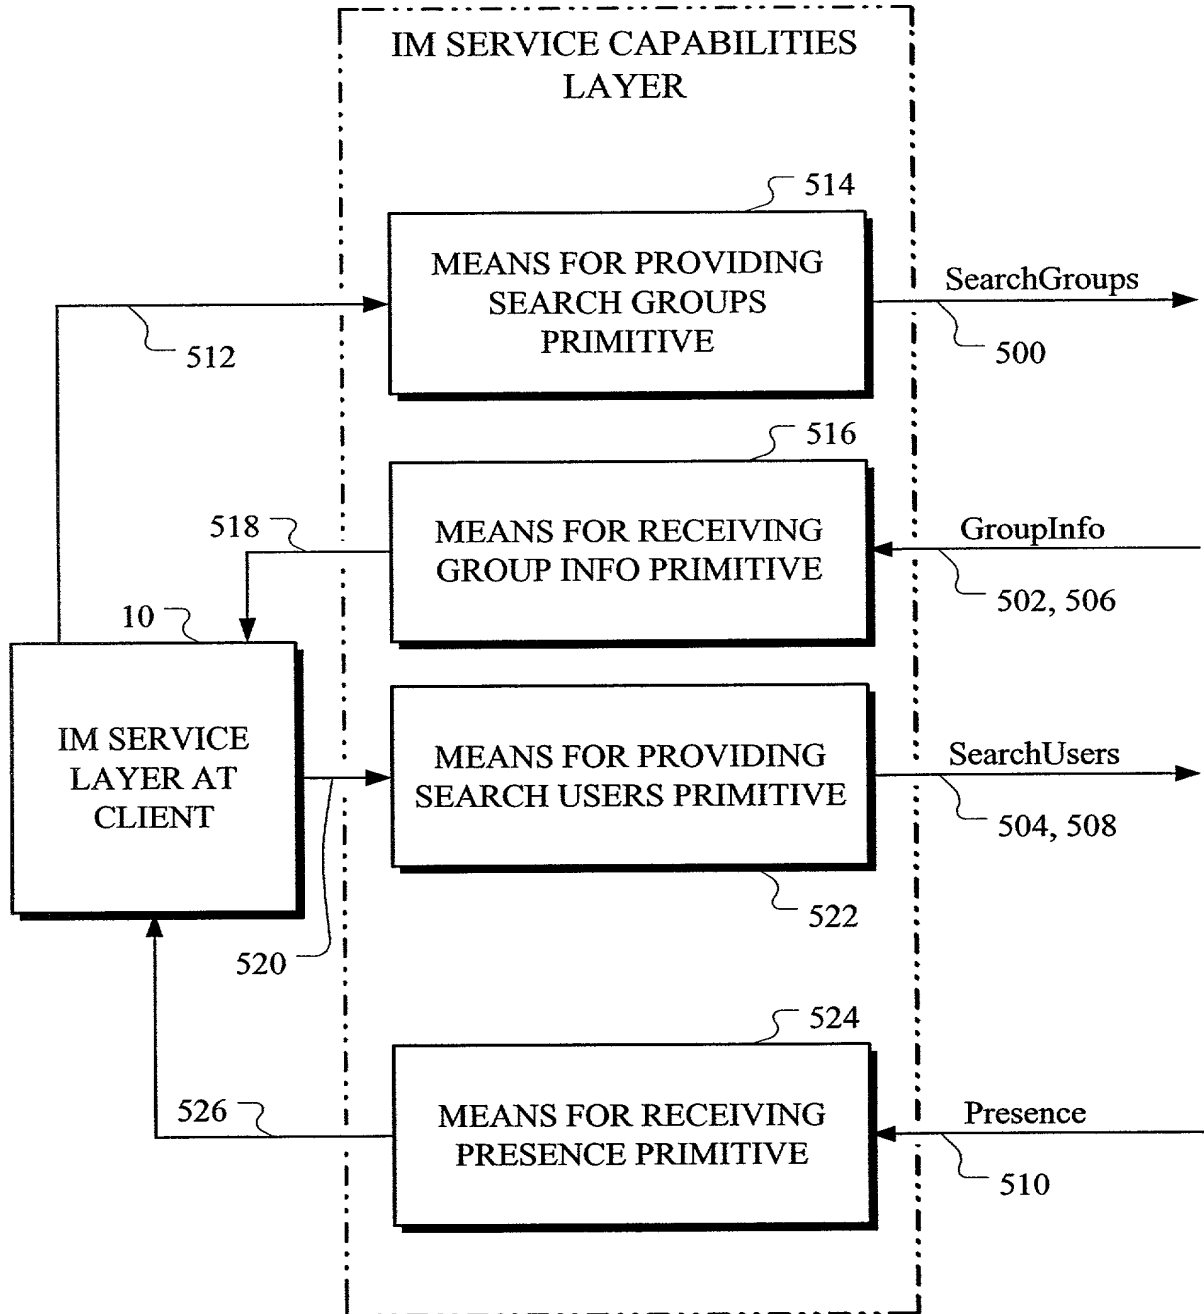 IM SERVICE CAPABILITIES
LAYER
514
MEANS FOR PROVIDING
SEARCH GROUPS
PRIMITIVE
SearchGroups
512
500
516
518
MEANS FOR RECEIVING
GROUP INFO PRIMITIVE
GroupInfo
502, 506
10
IM SERVICE
LAYER AT
CLIENT
MEANS FOR PROVIDING
SEARCH USERS PRIMITIVE
SearchUsers
504, 508
522
520
524
526
MEANS FOR RECEIVING
PRESENCE PRIMITIVE
Presence
510